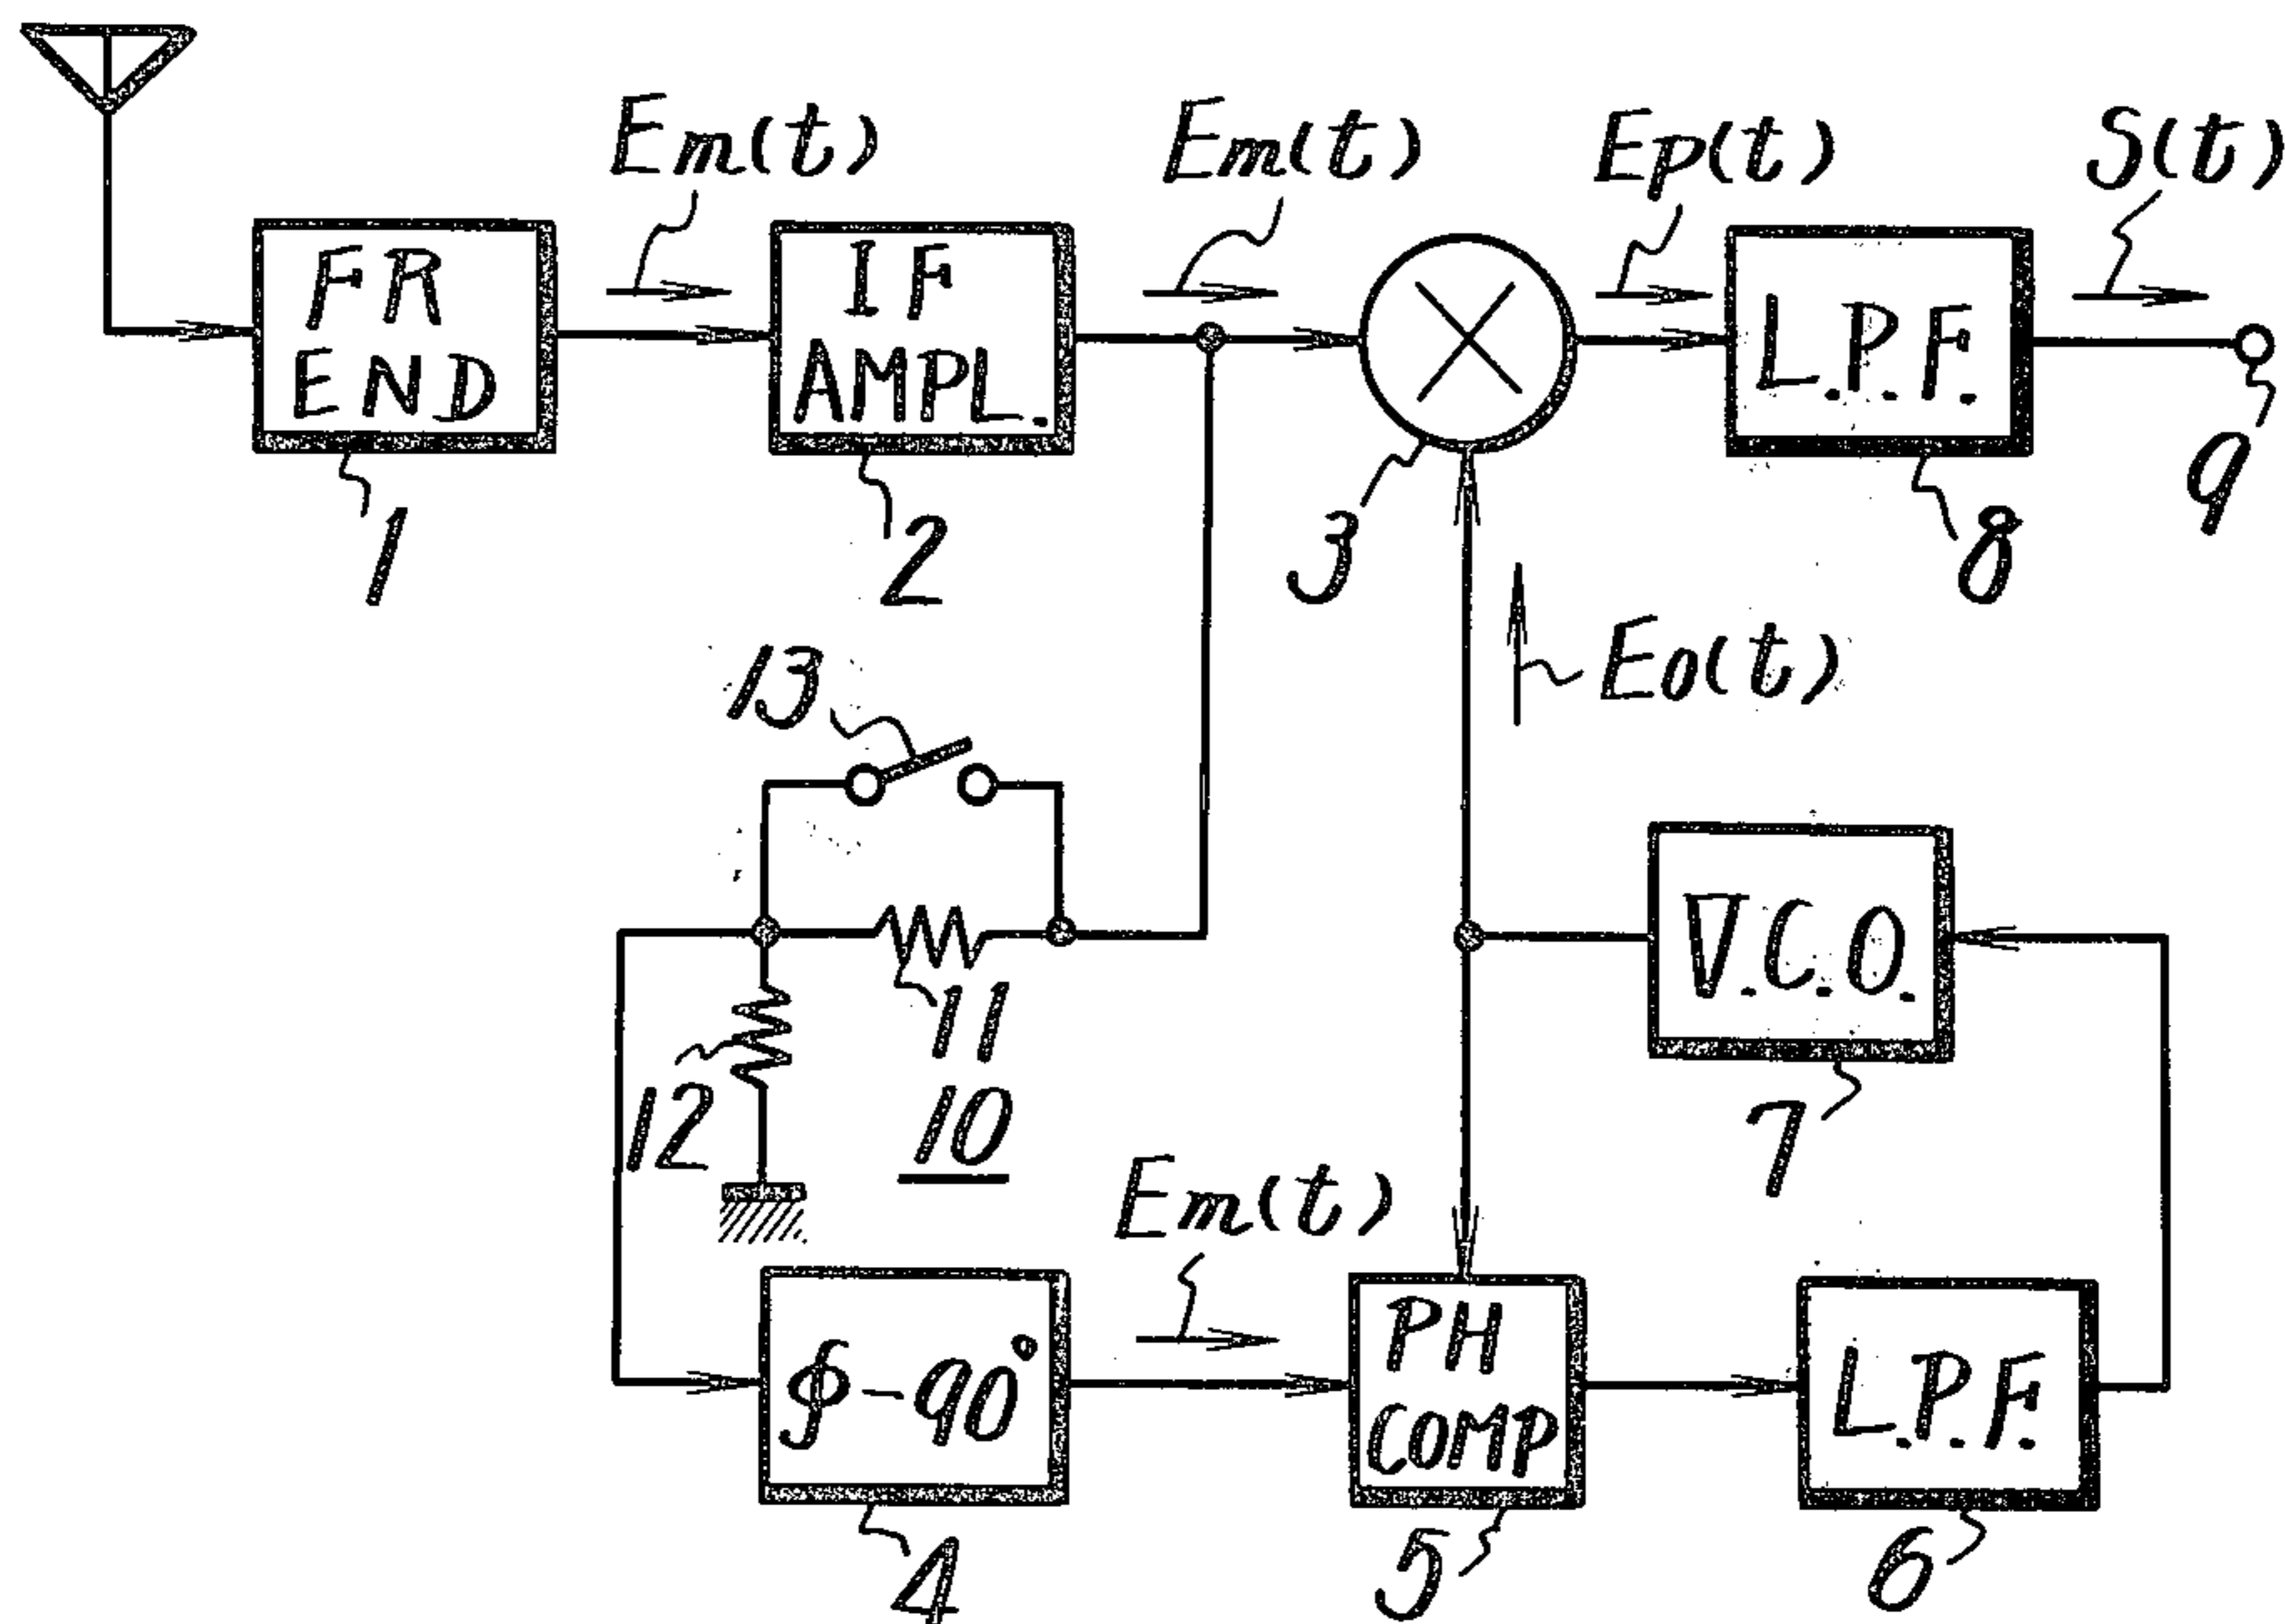 Em(t)
Em(t)
Ep(t)
S(t)
FR
END
IF
AMPL.
L.P.F.
1
2
3
8
9
Eo(t)
13
V.C.O.
11
12
10
7
Em(t)
PH
COMP
ϕ-90°
L.P.F.
4
5
6